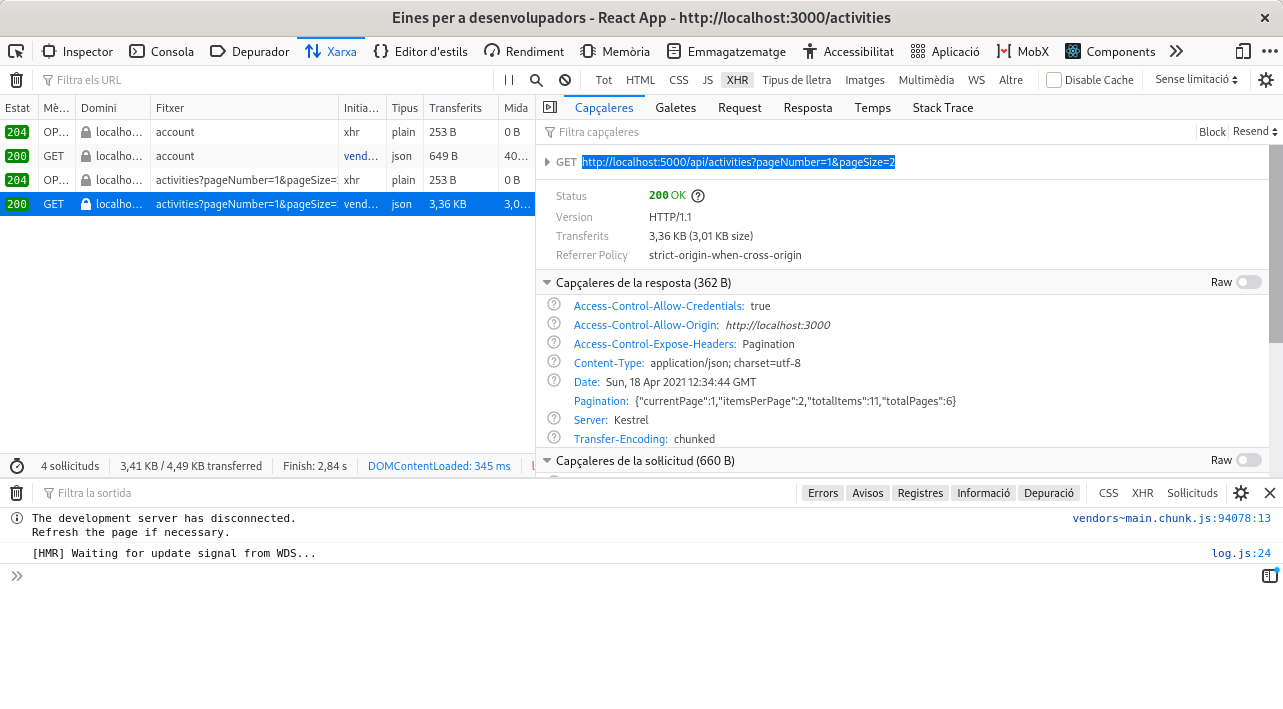 Eines per a desenvolupadors - React App - http://localhost:3000/activities
Inspector Consola Depurador Xarxa Editor d'estils Rendiment Memòria Emmagatzematge Accessibilitat Aplicació MobX Components
Filtra els URL Tot HTML CSS JS XHR Tipus de lletra Imatges Multimèdia WS Altre Disable Cache Sense limitació
Estat Mè... Domini Fitxer Initia... Tipus Transferits Mida
204 OP... localho... account xhr plain 253 B 0 B
200 GET localho... account vend... json 649 B 40...
204 OP... localho... activities?pageNumber=1&pageSize= xhr plain 253 B 0 B
200 GET localho... activities?pageNumber=1&pageSize= vend... json 3,36 KB 3,0...
4 sol·licituds 3,41 KB / 4,49 KB transferred Finish: 2,84 s DOMContentLoaded: 345 ms
Capçaleres Galetes Request Resposta Temps Stack Trace
Filtra capçaleres Block Resend
GET http://localhost:5000/api/activities?pageNumber=1&pageSize=2
Status 200 OK
Version HTTP/1.1
Transferits 3,36 KB (3,01 KB size)
Referrer Policy strict-origin-when-cross-origin
Capçaleres de la resposta (362 B) Raw
Access-Control-Allow-Credentials: true
Access-Control-Allow-Origin: http://localhost:3000
Access-Control-Expose-Headers: Pagination
Content-Type: application/json; charset=utf-8
Date: Sun, 18 Apr 2021 12:34:44 GMT
Pagination: {"currentPage":1,"itemsPerPage":2,"totalItems":11,"totalPages":6}
Server: Kestrel
Transfer-Encoding: chunked
Capçaleres de la sol·licitud (660 B) Raw
Filtra la sortida Errors Avisos Registres Informació Depuració CSS XHR Sol·licituds
The development server has disconnected. vendors~main.chunk.js:94078:13
Refresh the page if necessary.
[HMR] Waiting for update signal from WDS... log.js:24